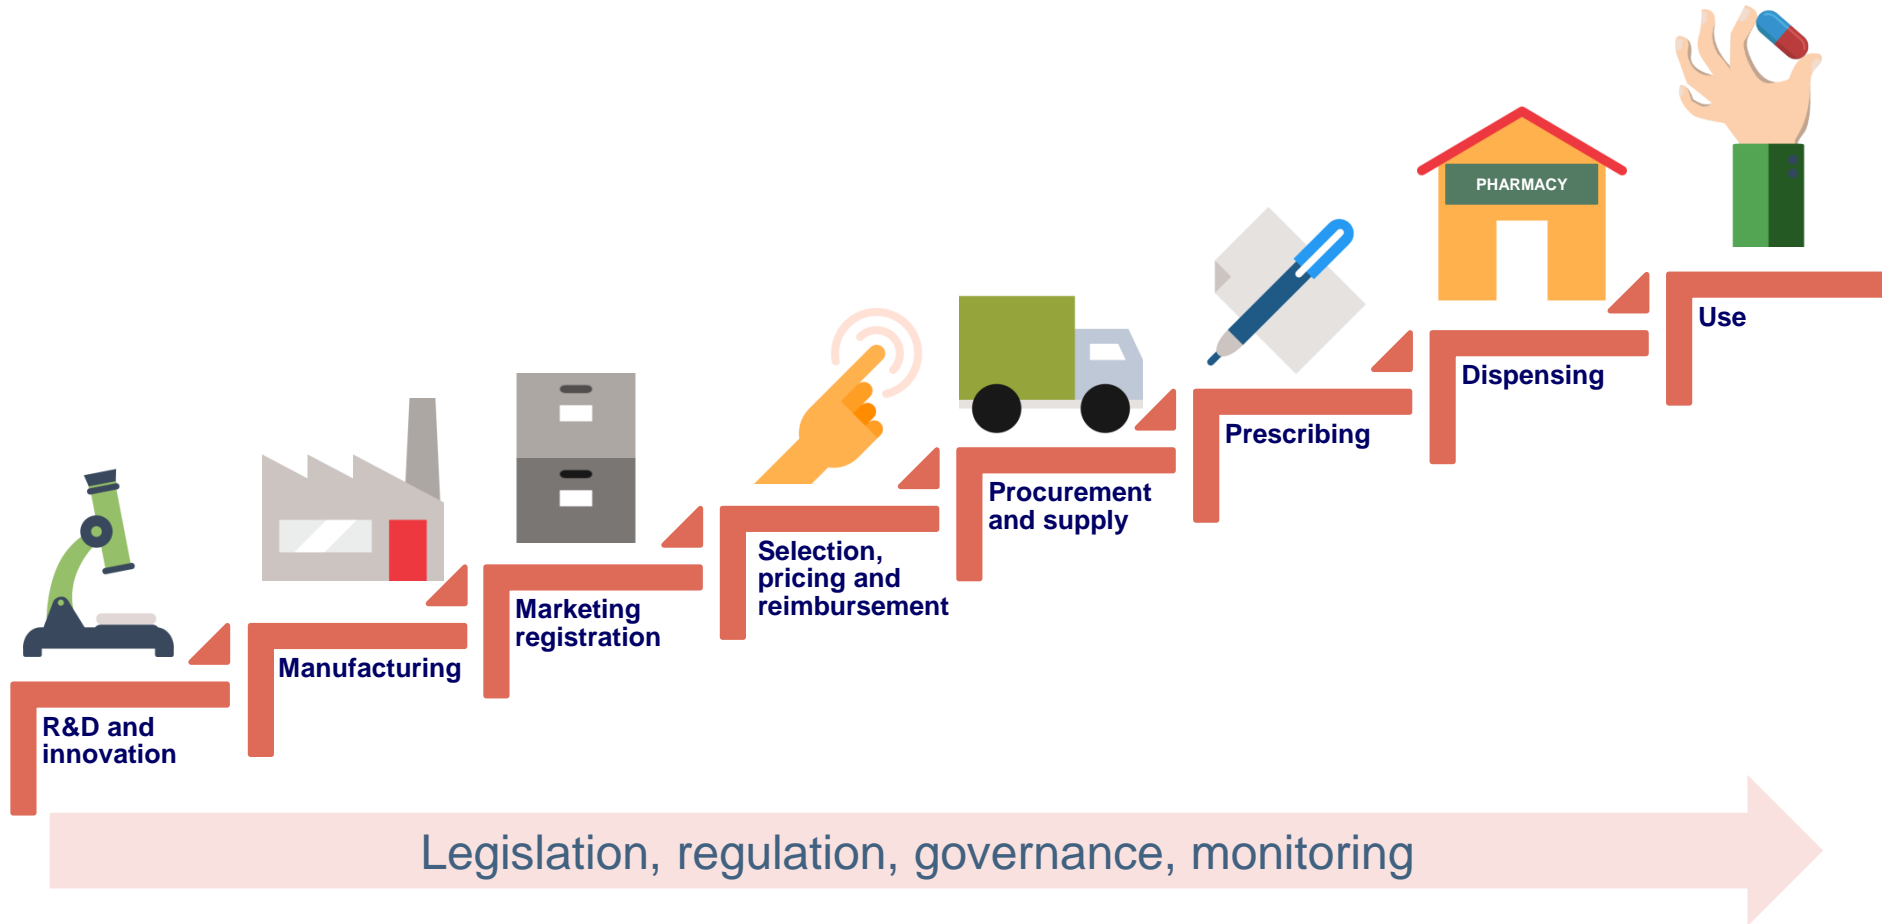 R&D and
innovation
Manufacturing
Marketing
registration
Selection,
pricing and
reimbursement
Procurement
and supply
Prescribing
PHARMACY
Dispensing
Use
Legislation, regulation, governance, monitoring